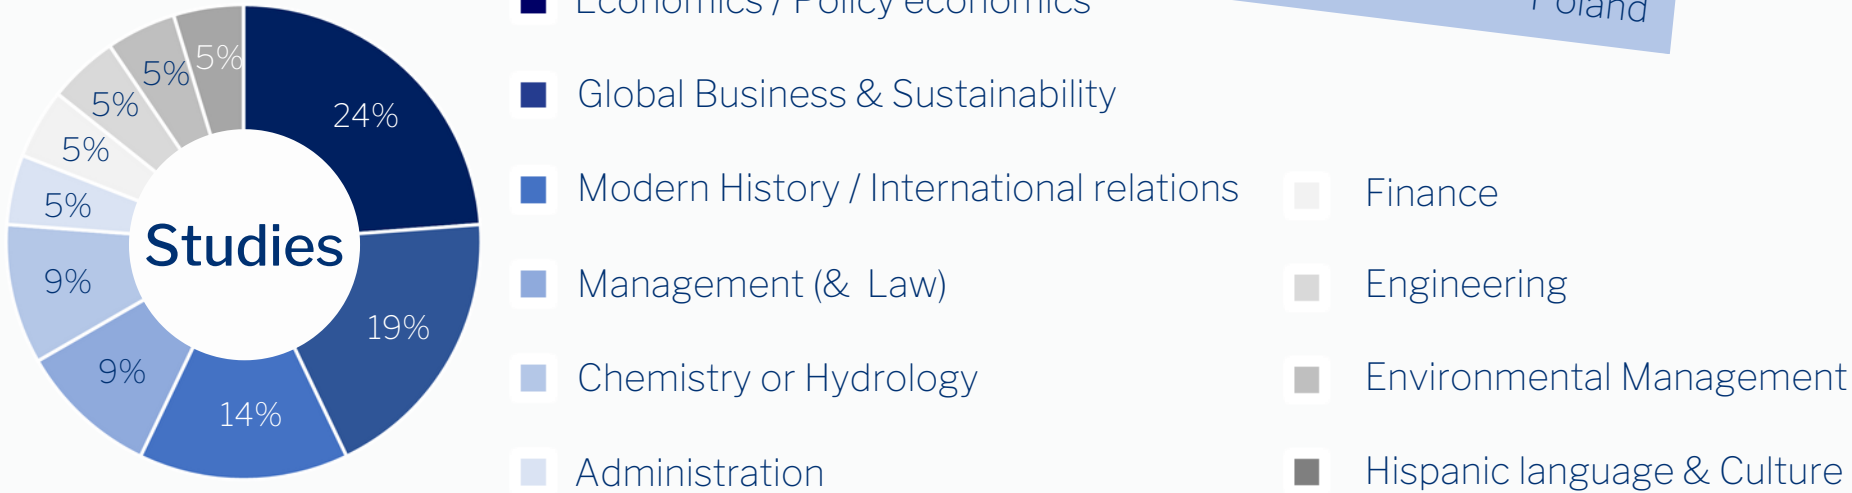 Economics / Policy economics
Poland
5%
5%
24%
Global Business & Sustainability
5%
5%
Modern History / International relations
Finance
5%
Studies
9%
Management (& Law)
Engineering
19%
9%
Chemistry or Hydrology
Environmental Management
14%
Administration
Hispanic language & Culture